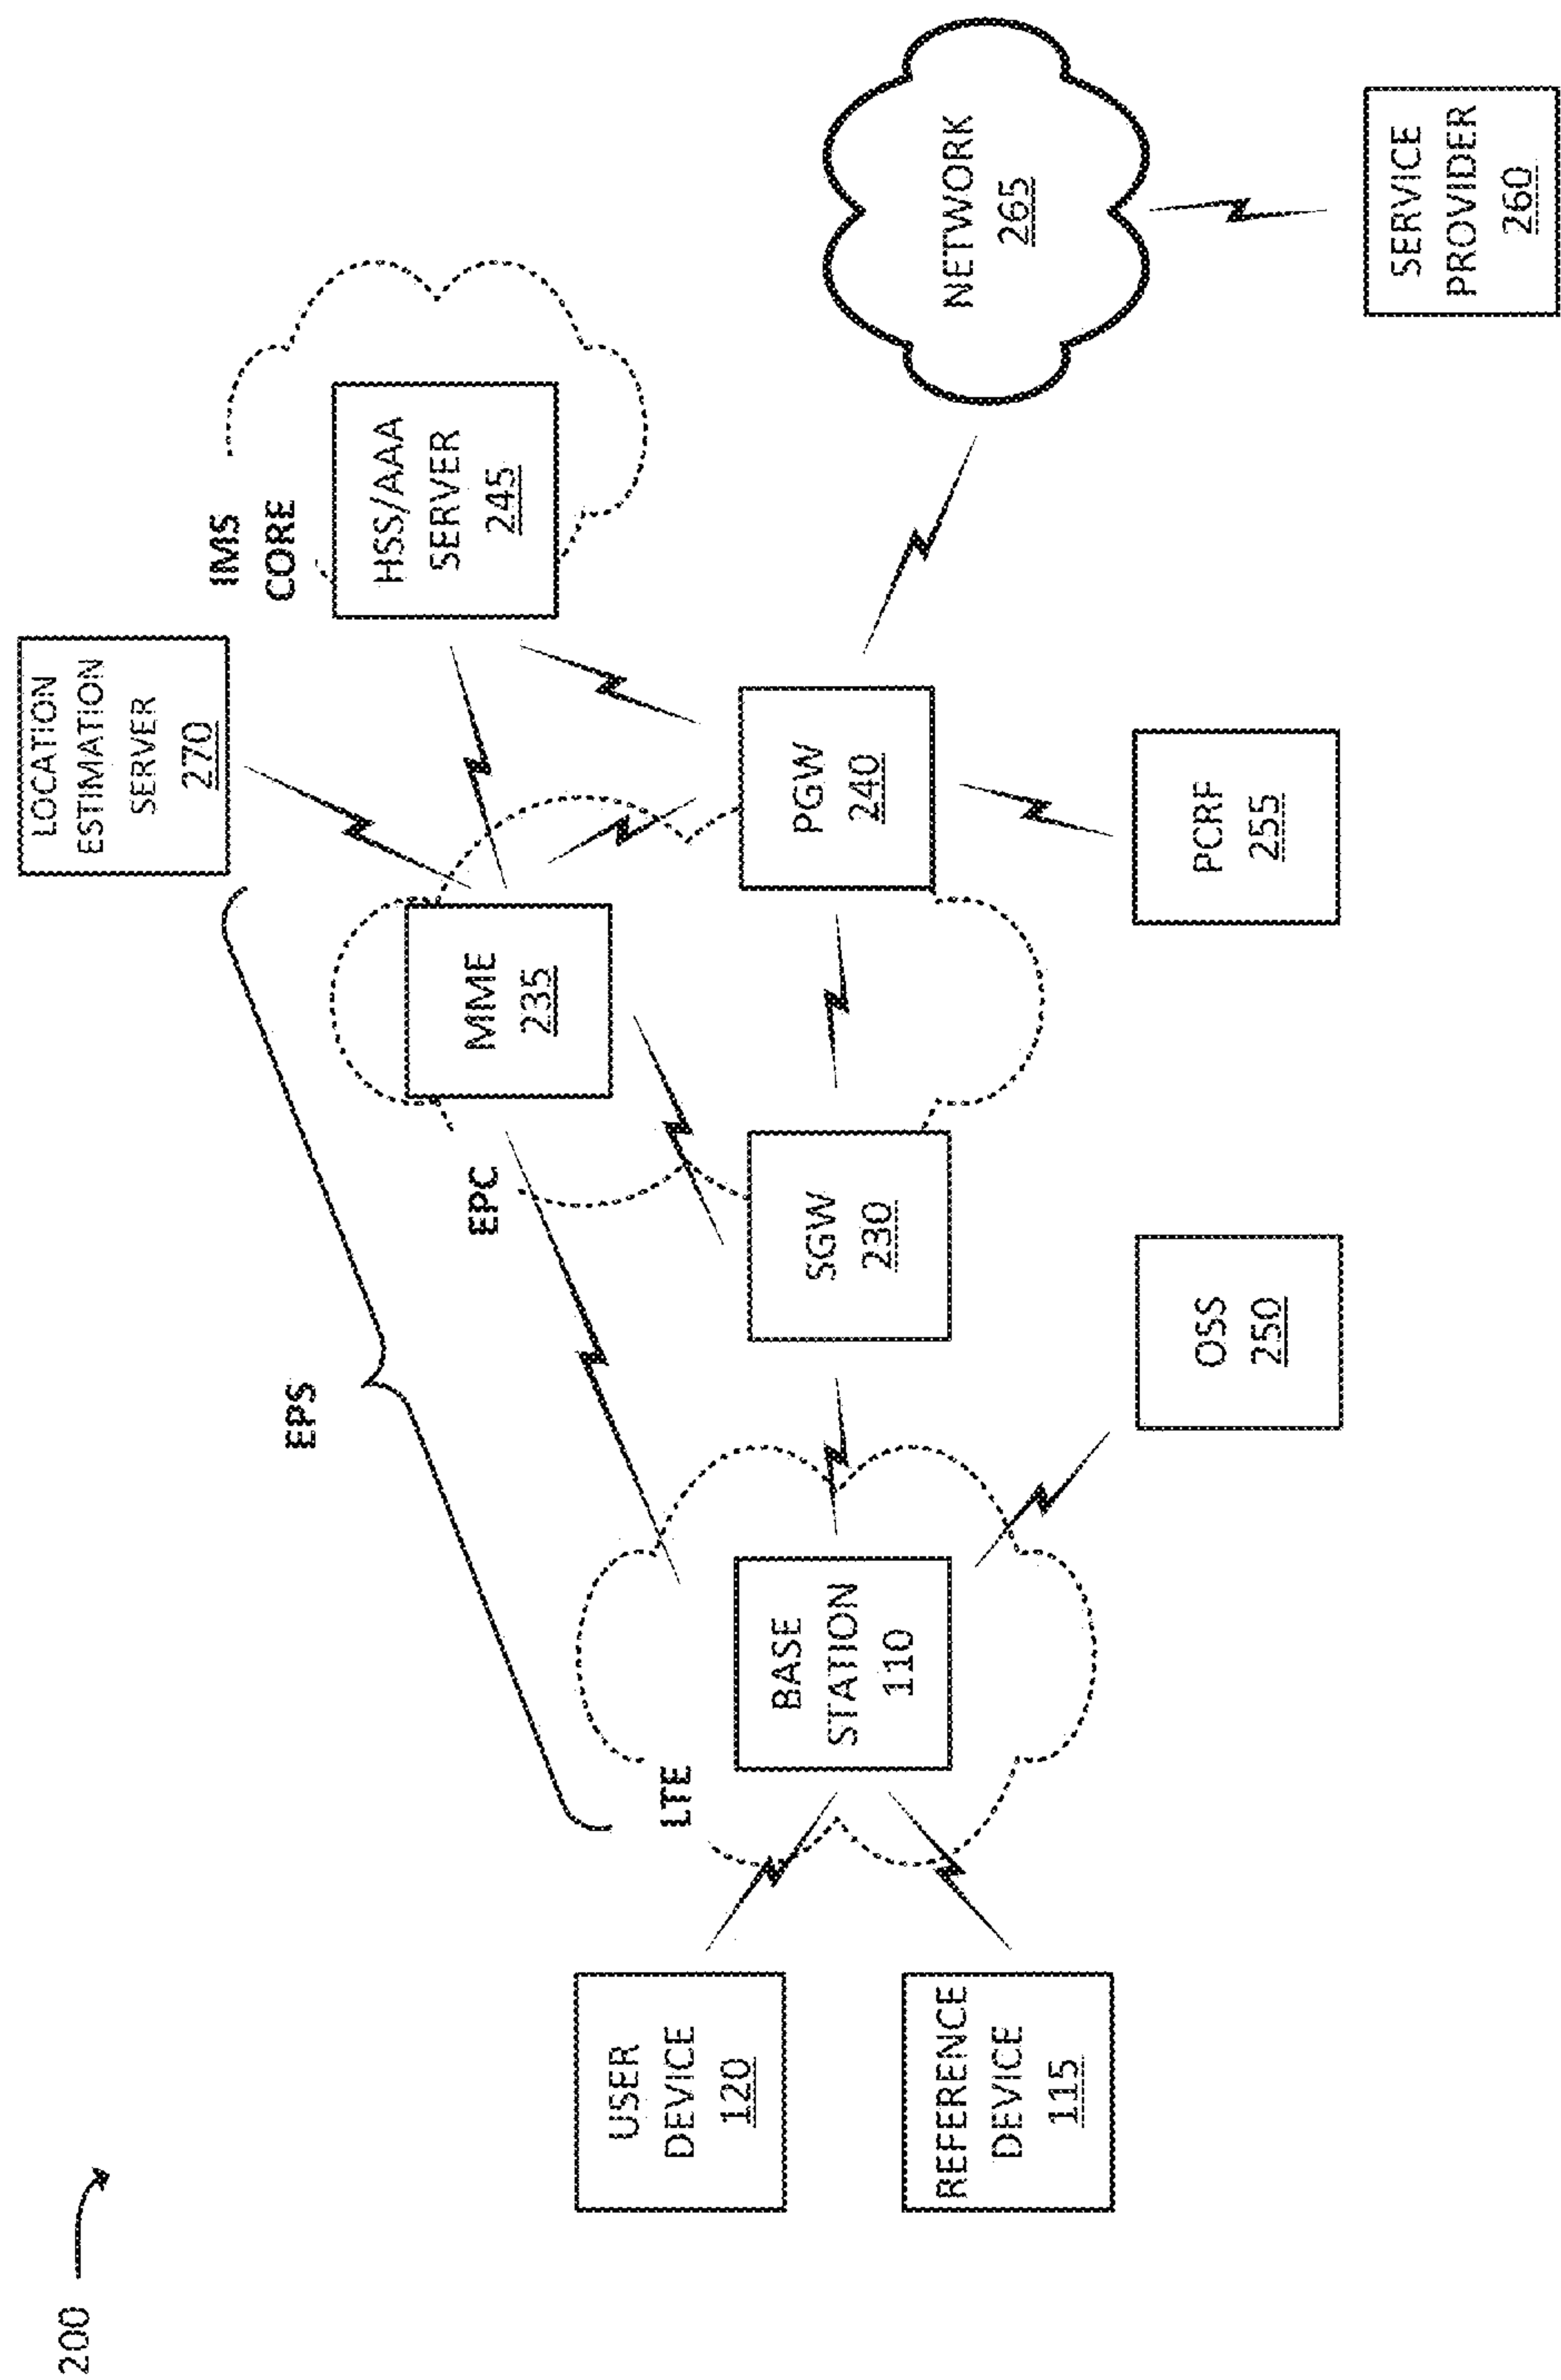 200
LOCATION
ESTIMATION
SERVER
270
IMS
CORE
HSS/AAA
SERVER
245
EPS
EPC
MME
235
LTE
USER
DEVICE
120
REFERENCE
DEVICE
115
BASE
STATION
110
SGW
230
PGW
240
NETWORK
265
OSS
250
PCRF
255
SERVICE
PROVIDER
260